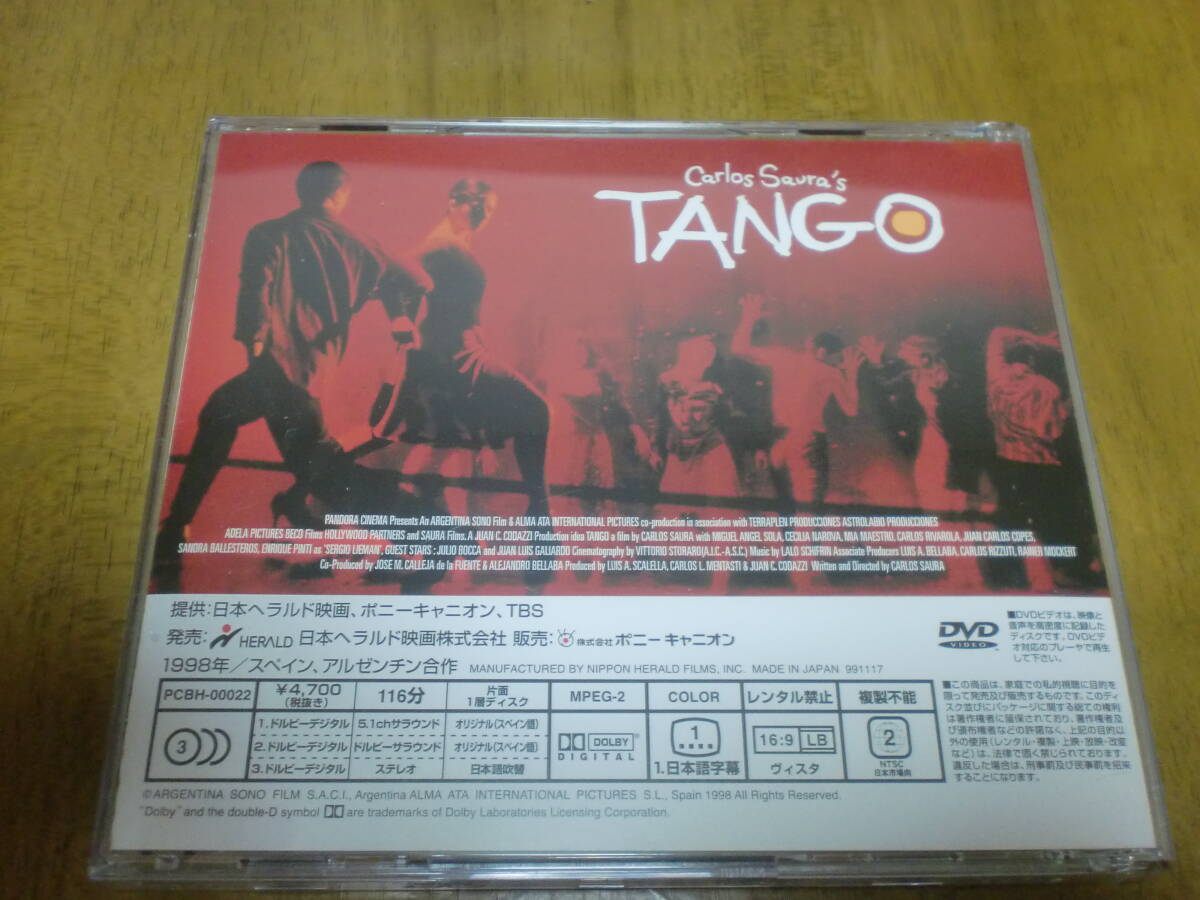 Carlos Saura's
TANGO
PANDORA CINEMA Presents An ARGENTINA SONO Film & ALMA ATA INTERNATIONAL PICTURES co-production in association with TERRAPLEN PRODUCCIONES ASTROLABIO PRODUCCIONES
ADELA PICTURES BECO Films HOLLYWOOD PARTNERS and SAURA Films. A JUAN C. CODAZZI Production idea TANGO a film by CARLOS SAURA with MIGUEL ANGEL SOLA, CECILIA NAROVA, MIA MAESTRO, CARLOS RIVAROLA, JUAN CARLOS COPES,
SANDRA BALLESTEROS, ENRIQUE PINTI as 'SERGIO LIEMAN', GUEST STARS : JULIO BOCCA and JUAN LUIS GALIARDO Cinematography by VITTORIO STORARO(A.I.C.-A.S.C.) Music by LALO SCHIFRIN Associate Producers LUIS A. BELLABA, CARLOS RIZZUTI, RAINER MOCKERT
Co-Produced by JOSE M. CALLEJA de la FUENTE & ALEJANDRO BELLABA Produced by LUIS A. SCALELLA, CARLOS L. MENTASTI & JUAN C. CODAZZI Written and Directed by CARLOS SAURA
提供:日本ヘラルド映画、ポニーキャニオン、TBS
発売: HERALD 日本ヘラルド映画株式会社 販売: 株式会社 ポニーキャニオン
1998年/スペイン、アルゼンチン合作 MANUFACTURED BY NIPPON HERALD FILMS, INC. MADE IN JAPAN 991117
DVD
VIDEO
■DVDビデオは、映像と
音声を高密度に記録した
ディスクです。DVDビデ
オ対応のプレーヤで再生
して下さい。
PCBH-00022 ¥4,700 (税抜き) 116分 片面 1層ディスク MPEG-2 COLOR レンタル禁止 複製不能
3
1.ドルビーデジタル 5.1chサラウンド オリジナル(スペイン語)
2.ドルビーデジタル ドルビーサラウンド オリジナル(スペイン語)
3.ドルビーデジタル ステレオ 日本語吹替
DOLBY
DIGITAL
1
1.日本語字幕
16:9 LB
ヴィスタ
2
NTSC
日本市場向
■この商品は、家庭での私的視聴に目的を
限って発売及び販売するものです。このディ
スク並びにパッケージに関する総ての権利
は著作権者に留保されており、著作権者及
び頒布権者などの許諾なく、上記の目的以
外の使用(レンタル・複製・上映・放映・改変
など)は、法律で固く禁じられております。
違反した場合は、刑事前及び民事前を招来
することになります。
©ARGENTINA SONO FILM S.A.C.I., Argentina ALMA ATA INTERNATIONAL PICTURES S.L., Spain 1998 All Rights Reserved.
"Dolby" and the double-D symbol are trademarks of Dolby Laboratories Licensing Corporation.